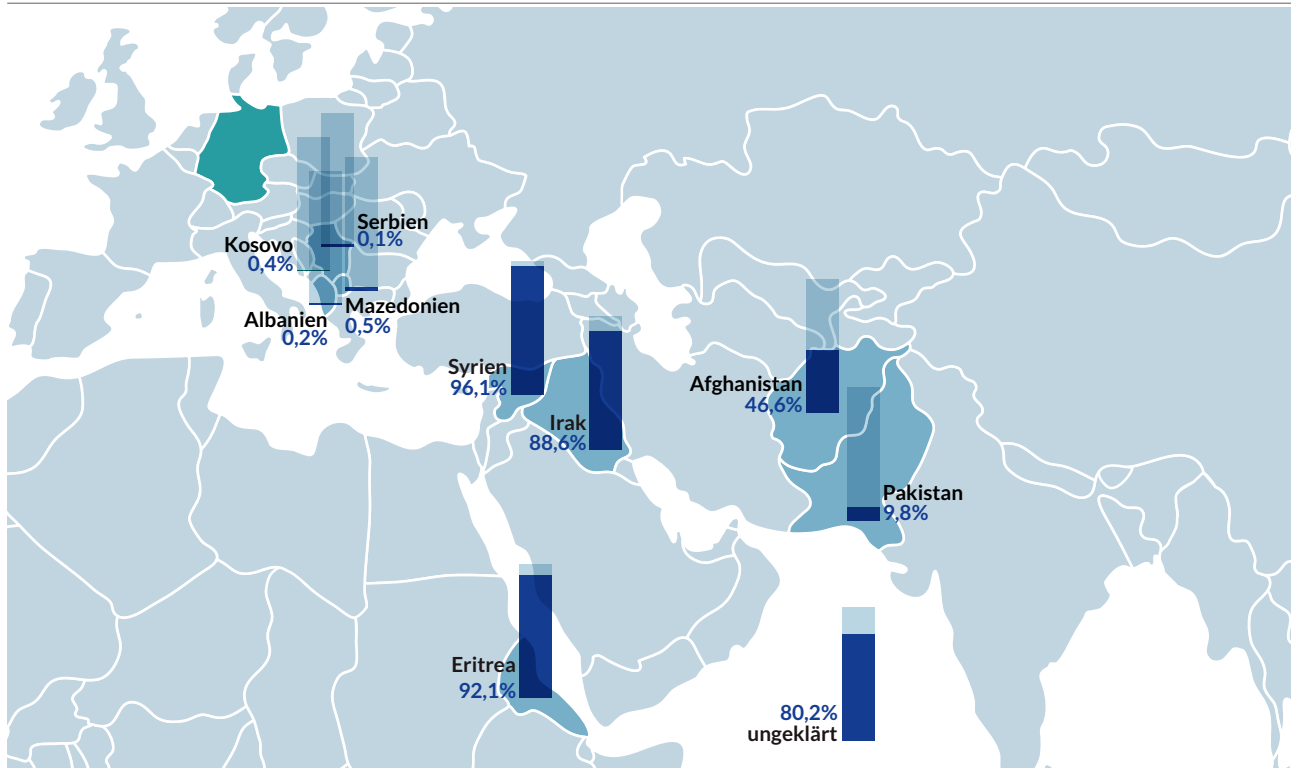 Serbien
0,1%
Kosovo
0,4%
Mazedonien
0,5%
Albanien
0,2%
Syrien
96,1%
Irak
88,6%
Afghanistan
46,6%
Pakistan
9,8%
Eritrea
92,1%
80,2%
ungeklärt